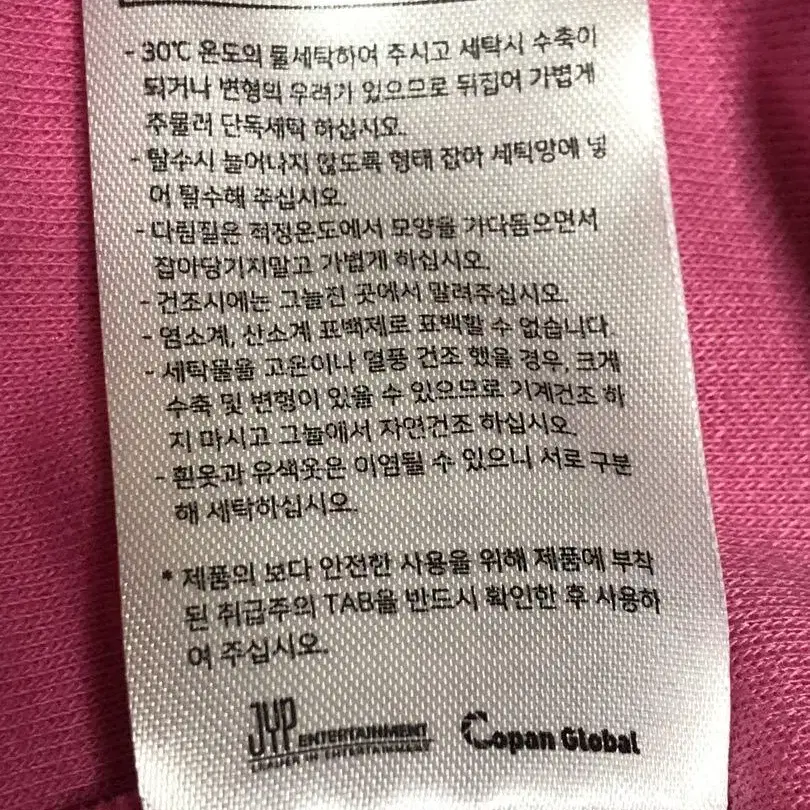 - 30℃ 온도의 물세탁하여 주시고 세탁시 수축이
되거나 변형의 우려가 있으므로 뒤집어 가볍게
주물러 단독세탁 하십시오.
- 탈수시 늘어나지 않도록 형태 잡아 세탁망에 넣
어 탈수해 주십시오.
- 다림질은 적정온도에서 모양을 가다듬으면서
잡아당기지말고 가볍게 하십시오.
- 건조시에는 그늘진 곳에서 말려주십시오.
- 염소계, 산소계 표백제로 표백할 수 없습니다.
- 세탁물을 고온이나 열풍 건조 했을 경우, 크게
수축 및 변형이 있을 수 있으므로 기계건조 하
지 마시고 그늘에서 자연건조 하십시오.
- 흰옷과 유색옷은 이염될 수 있으니 서로 구분
해 세탁하십시오.
* 제품의 보다 안전한 사용을 위해 제품에 부착
된 취급주의 TAB을 반드시 확인한 후 사용하
여 주십시오.
JYP ENTERTAINMENT Copan Global
LEADER IN ENTERTAINMENT